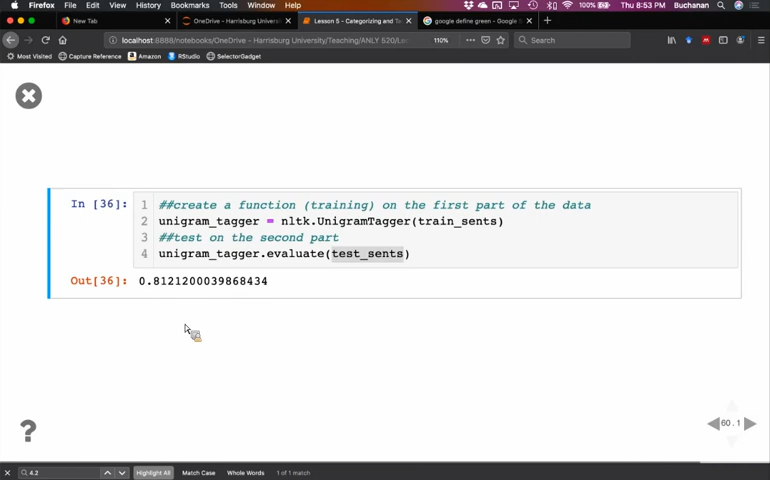 Firefox File Edit View History Bookmarks Tools Window Help 100% Thu 8:53 PM Buchanan
New Tab OneDrive - Harrisburg Universi Lesson 5 - Categorizing and Ta google define green - Google S
localhost:8888/notebooks/OneDrive - Harrisburg University/Teaching/ANLY 520/Le 110% Search
Most Visited Capture Reference Amazon RStudio SelectorGadget
In [36]: 1 ##create a function (training) on the first part of the data
2 unigram_tagger = nltk.UnigramTagger(train_sents)
3 ##test on the second part
4 unigram_tagger.evaluate(test_sents)
Out[36]: 0.8121200039868434
?
60.1
4.2 Highlight All Match Case Whole Words 1 of 1 match